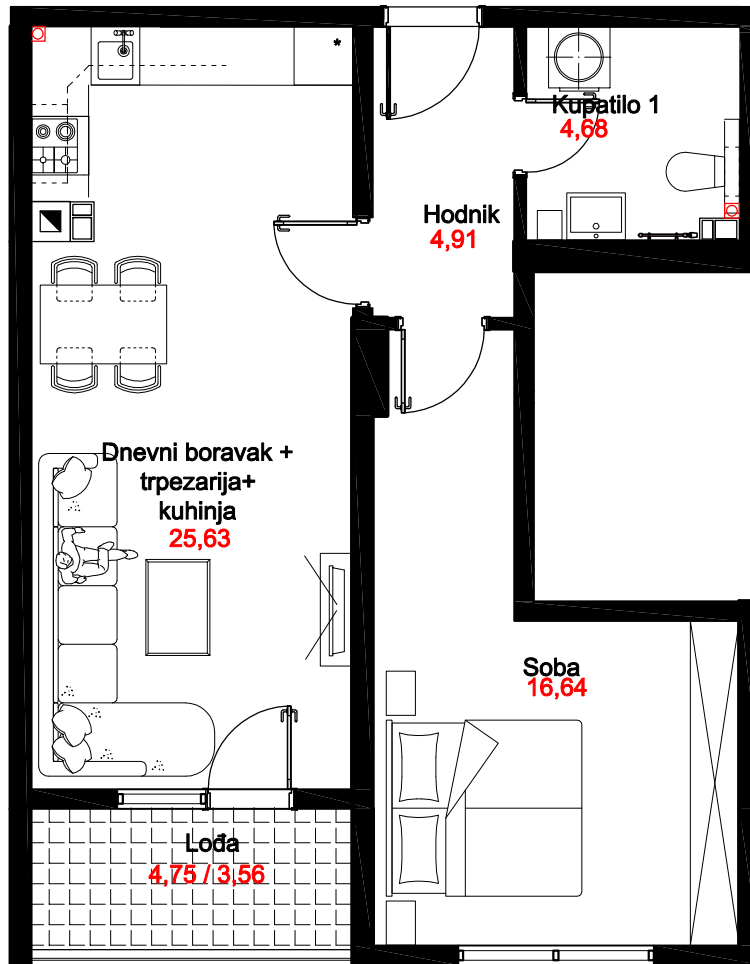 *
Kupatilo 1
4,68
Hodnik
4,91
Dnevni boravak +
trpezarija+
kuhinja
25,63
Soba
16,64
Lođa
4,75 / 3,56